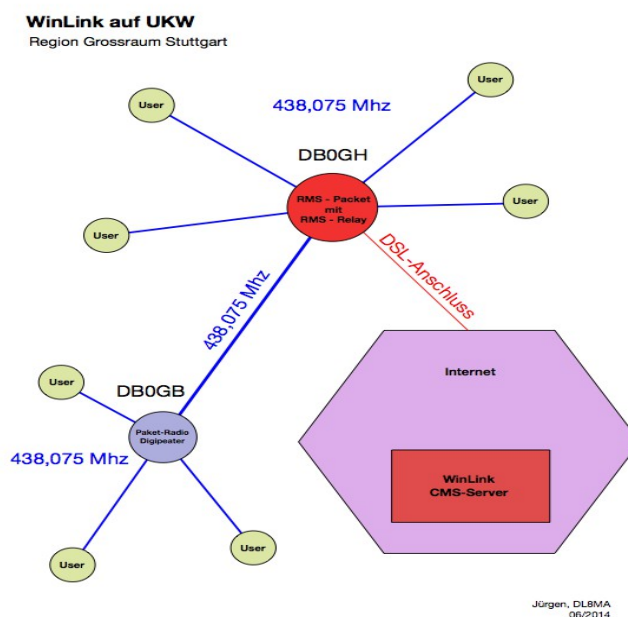 WinLink auf UKW
Region Grossraum Stuttgart
User
438,075 Mhz
User
DB0GH
RMS - Packet
mit
RMS - Relay
User
User
DSL-Anschluss
438,075 Mhz
Internet
User
DB0GB
Paket-Radio
Digipeater
438,075 Mhz
WinLink
CMS-Server
User
User
Jürgen, DL8MA
06/2014